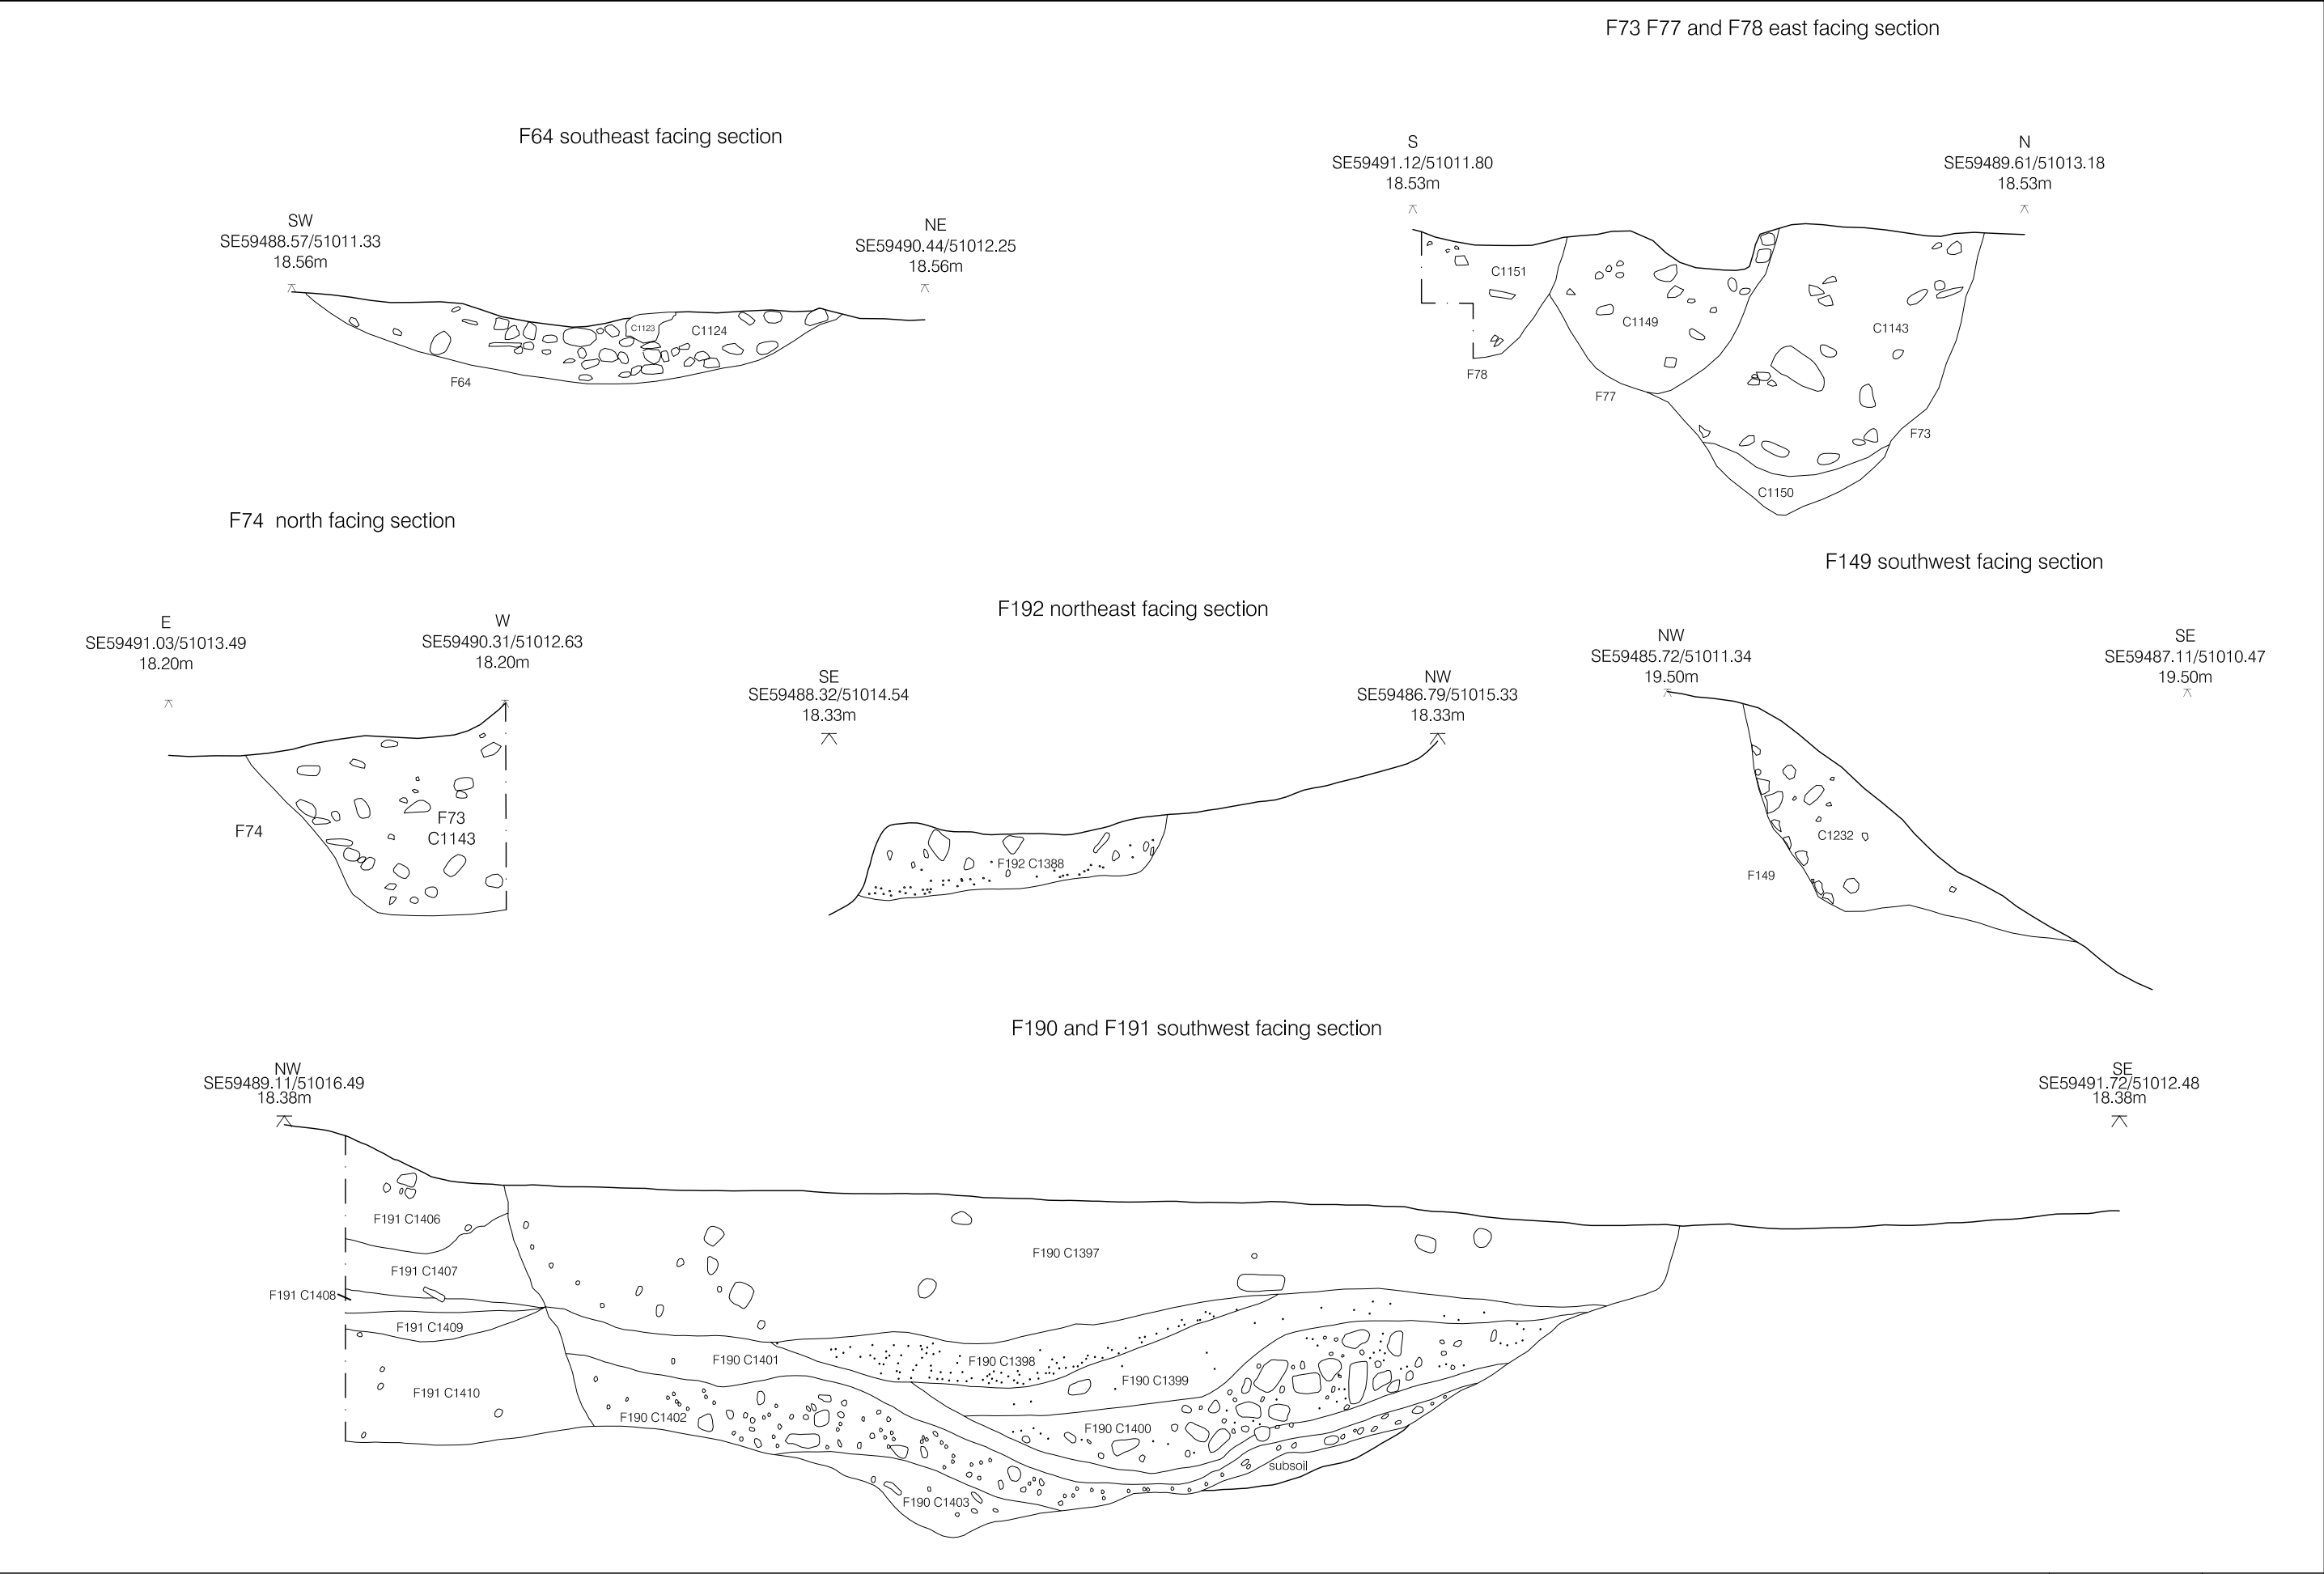 F73 F77 and F78 east facing section
F64 southeast facing section
S
SE59491.12/51011.80
18.53m
N
SE59489.61/51013.18
18.53m
SW
SE59488.57/51011.33
18.56m
NE
SE59490.44/51012.25
18.56m
C1123
C1124
F64
C1151
C1149
C1143
F78
F77
F73
C1150
F74 north facing section
F149 southwest facing section
F192 northeast facing section
E
SE59491.03/51013.49
18.20m
W
SE59490.31/51012.63
18.20m
F74
F73
C1143
SE
SE59488.32/51014.54
18.33m
NW
SE59486.79/51015.33
18.33m
F192 C1388
NW
SE59485.72/51011.34
19.50m
SE
SE59487.11/51010.47
19.50m
C1232
F149
F190 and F191 southwest facing section
NW
SE59489.11/51016.49
18.38m
SE
SE59491.72/51012.48
18.38m
F191 C1406
F190 C1397
F191 C1407
F191 C1408
F191 C1409
F190 C1401
F190 C1398
F190 C1399
F191 C1410
F190 C1402
F190 C1400
subsoil
F190 C1403